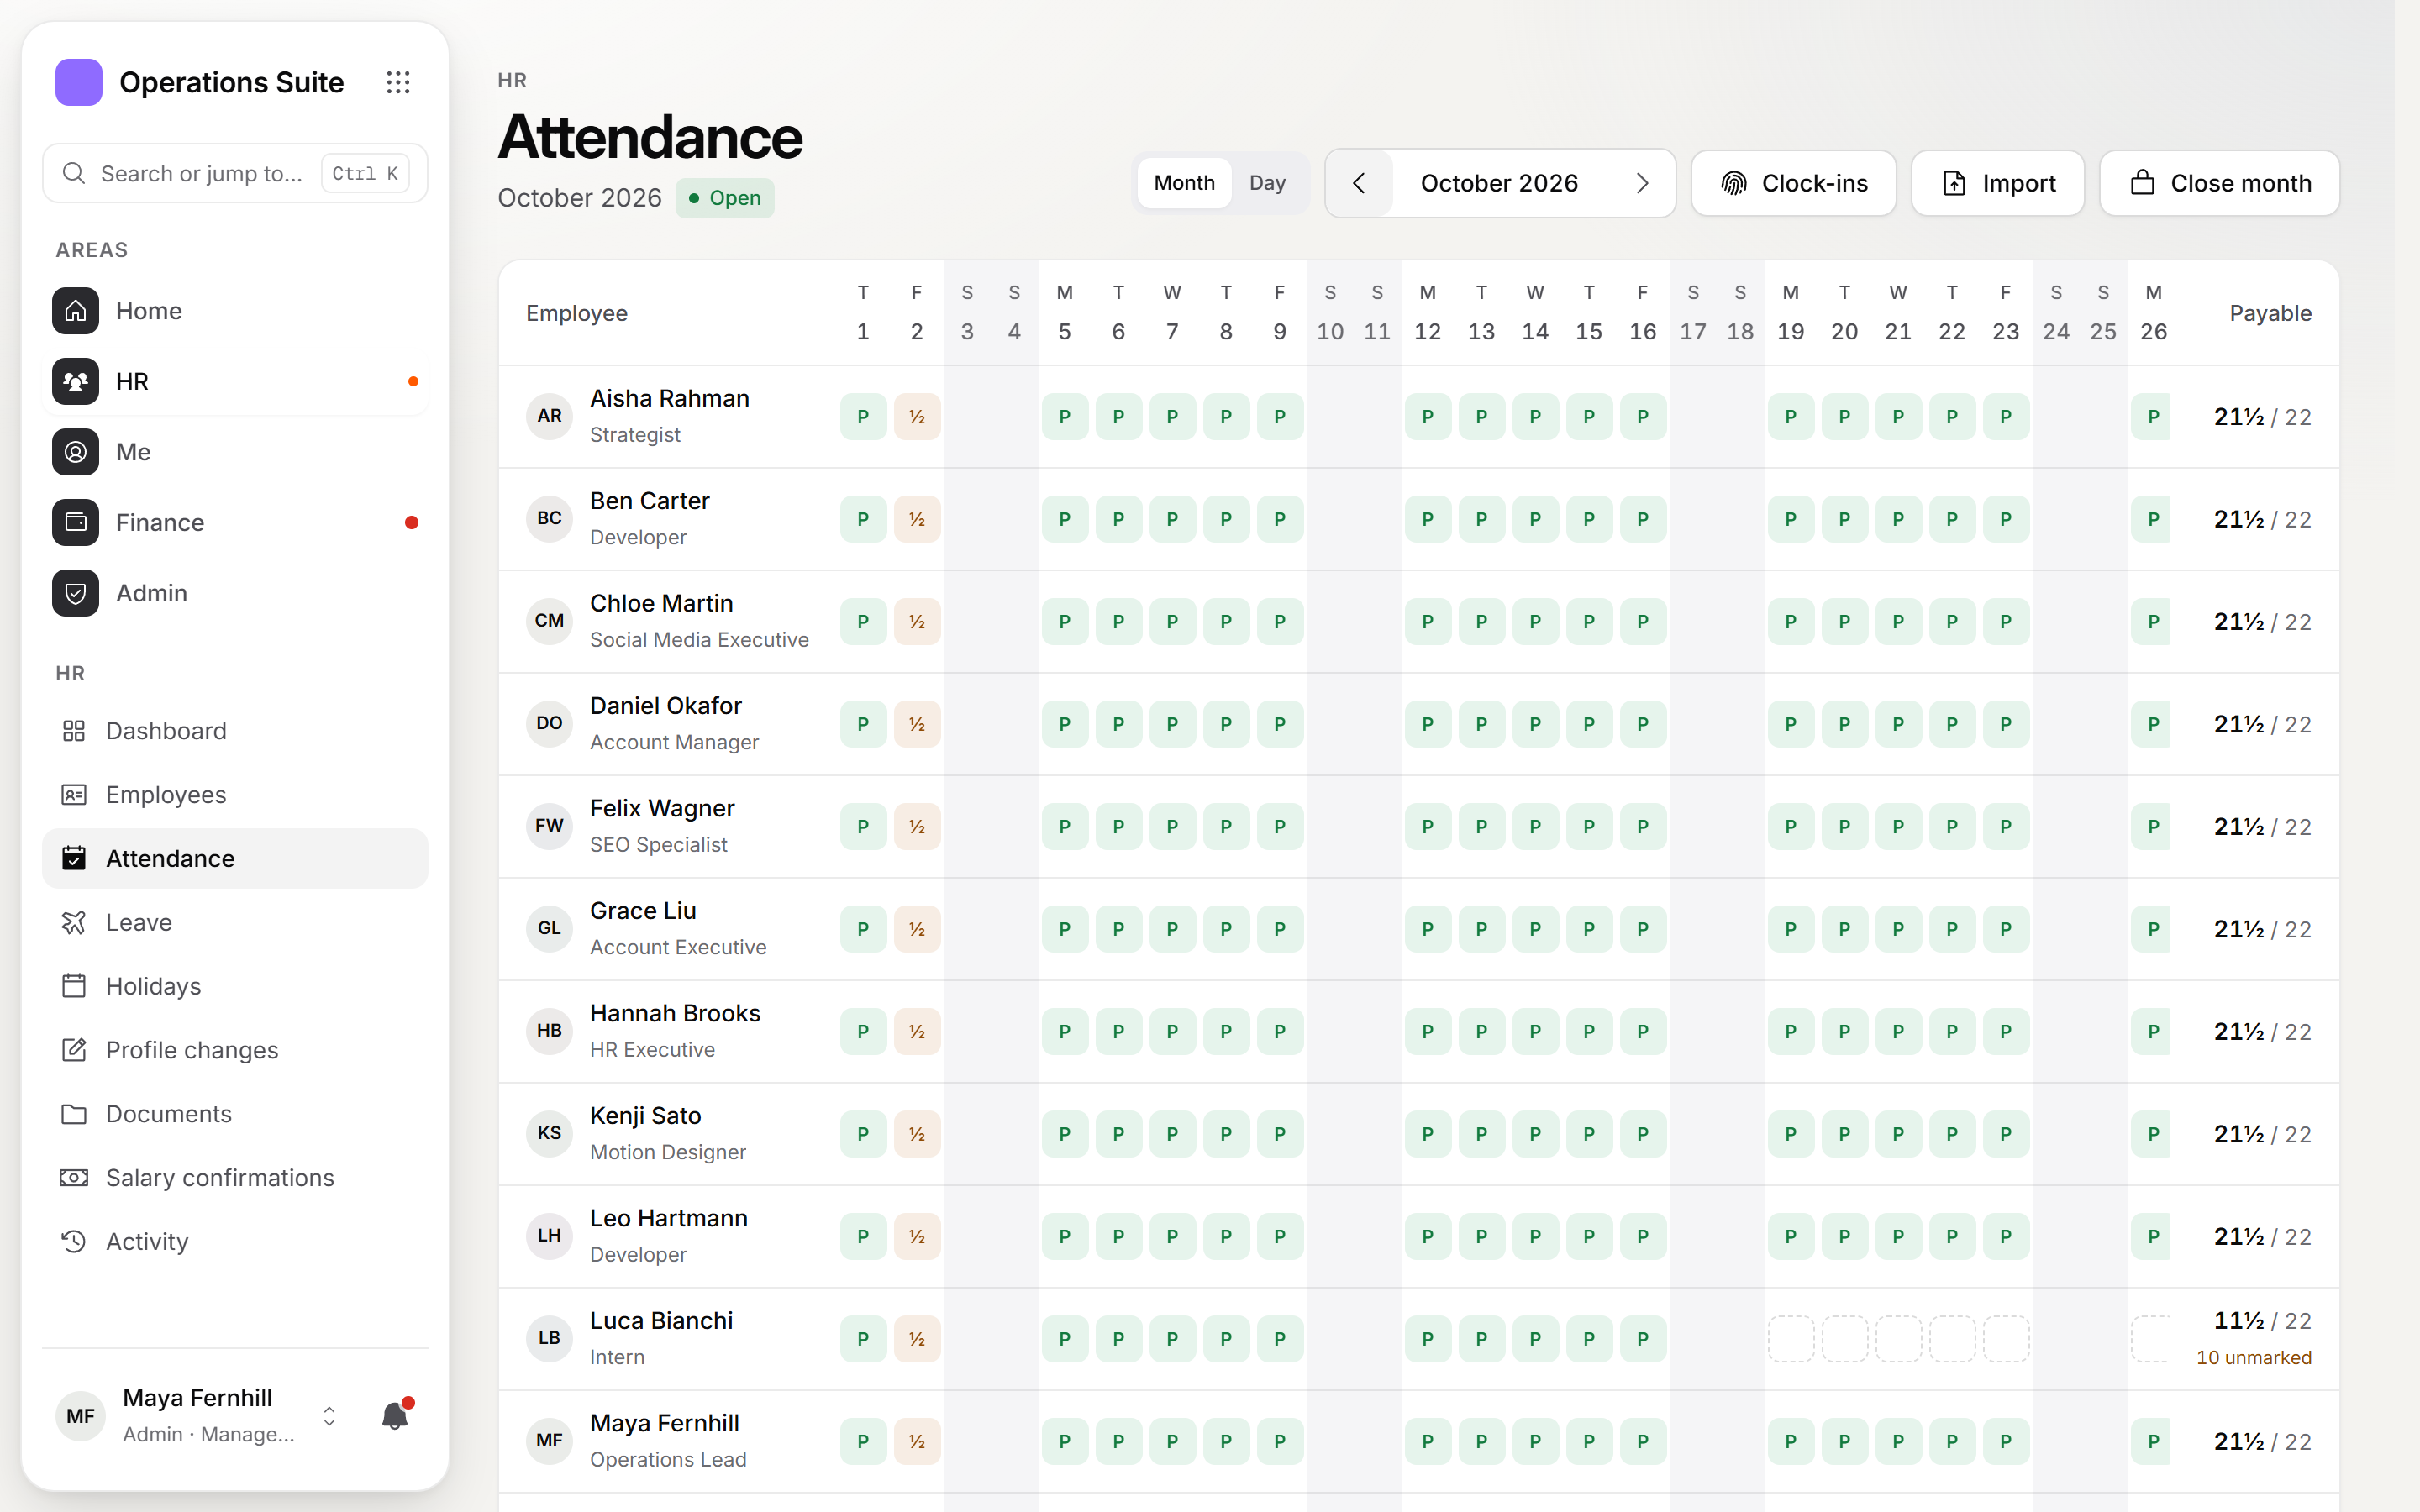 Operations Suite
Search or jump to... Ctrl K
AREAS
Home
HR
Me
Finance
Admin
HR
Dashboard
Employees
Attendance
Leave
Holidays
Profile changes
Documents
Salary confirmations
Activity
MF Maya Fernhill
Admin · Manage...
HR
Attendance
October 2026 Open
Month Day October 2026 Clock-ins Import Close month
T F S S M T W T F S S M T W T F S S M T W T F S S M
Employee Payable
1 2 3 4 5 6 7 8 9 10 11 12 13 14 15 16 17 18 19 20 21 22 23 24 25 26
Aisha Rahman
AR P ½ P P P P P P P P P P P P P P P P 21½ / 22
Strategist
Ben Carter
BC P ½ P P P P P P P P P P P P P P P P 21½ / 22
Developer
Chloe Martin
CM P ½ P P P P P P P P P P P P P P P P 21½ / 22
Social Media Executive
Daniel Okafor
DO P ½ P P P P P P P P P P P P P P P P 21½ / 22
Account Manager
Felix Wagner
FW P ½ P P P P P P P P P P P P P P P P 21½ / 22
SEO Specialist
Grace Liu
GL P ½ P P P P P P P P P P P P P P P P 21½ / 22
Account Executive
Hannah Brooks
HB P ½ P P P P P P P P P P P P P P P P 21½ / 22
HR Executive
Kenji Sato
KS P ½ P P P P P P P P P P P P P P P P 21½ / 22
Motion Designer
Leo Hartmann
LH P ½ P P P P P P P P P P P P P P P P 21½ / 22
Developer
Luca Bianchi 11½ / 22
LB P ½ P P P P P P P P P P
Intern 10 unmarked
Maya Fernhill
MF P ½ P P P P P P P P P P P P P P P P 21½ / 22
Operations Lead